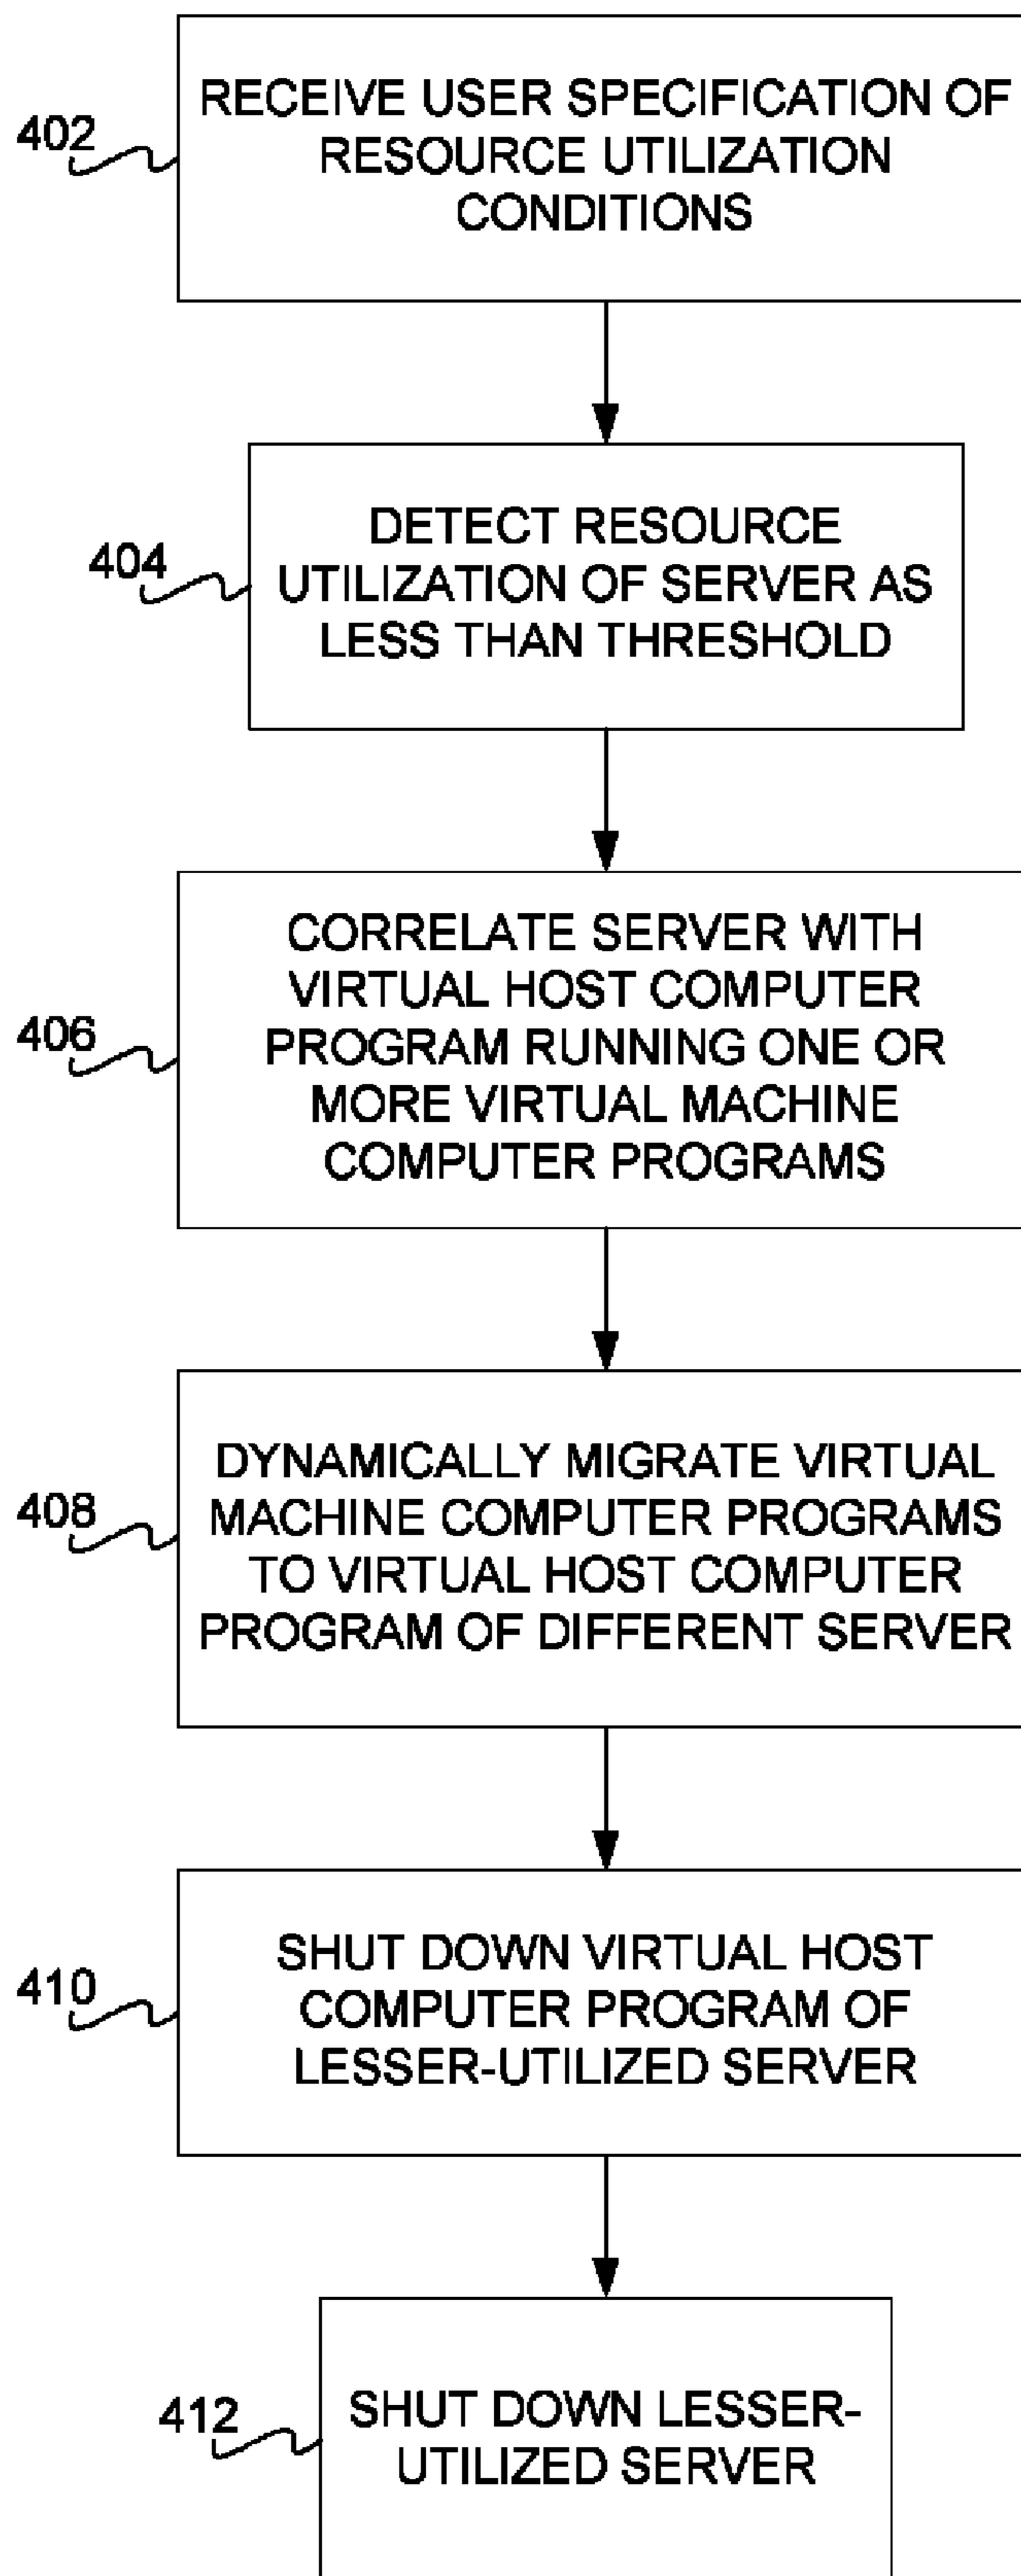 402
RECEIVE USER SPECIFICATION OF
RESOURCE UTILIZATION
CONDITIONS
404
DETECT RESOURCE
UTILIZATION OF SERVER AS
LESS THAN THRESHOLD
406
CORRELATE SERVER WITH
VIRTUAL HOST COMPUTER
PROGRAM RUNNING ONE OR
MORE VIRTUAL MACHINE
COMPUTER PROGRAMS
408
DYNAMICALLY MIGRATE VIRTUAL
MACHINE COMPUTER PROGRAMS
TO VIRTUAL HOST COMPUTER
PROGRAM OF DIFFERENT SERVER
410
SHUT DOWN VIRTUAL HOST
COMPUTER PROGRAM OF
LESSER-UTILIZED SERVER
412
SHUT DOWN LESSER-
UTILIZED SERVER